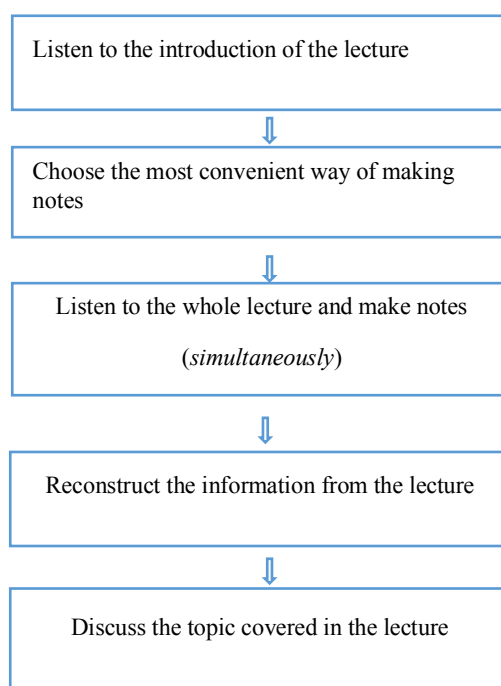 Listen to the introduction of the lecture
Choose the most convenient way of making
notes
Listen to the whole lecture and make notes
(simultaneously)
Reconstruct the information from the lecture
Discuss the topic covered in the lecture